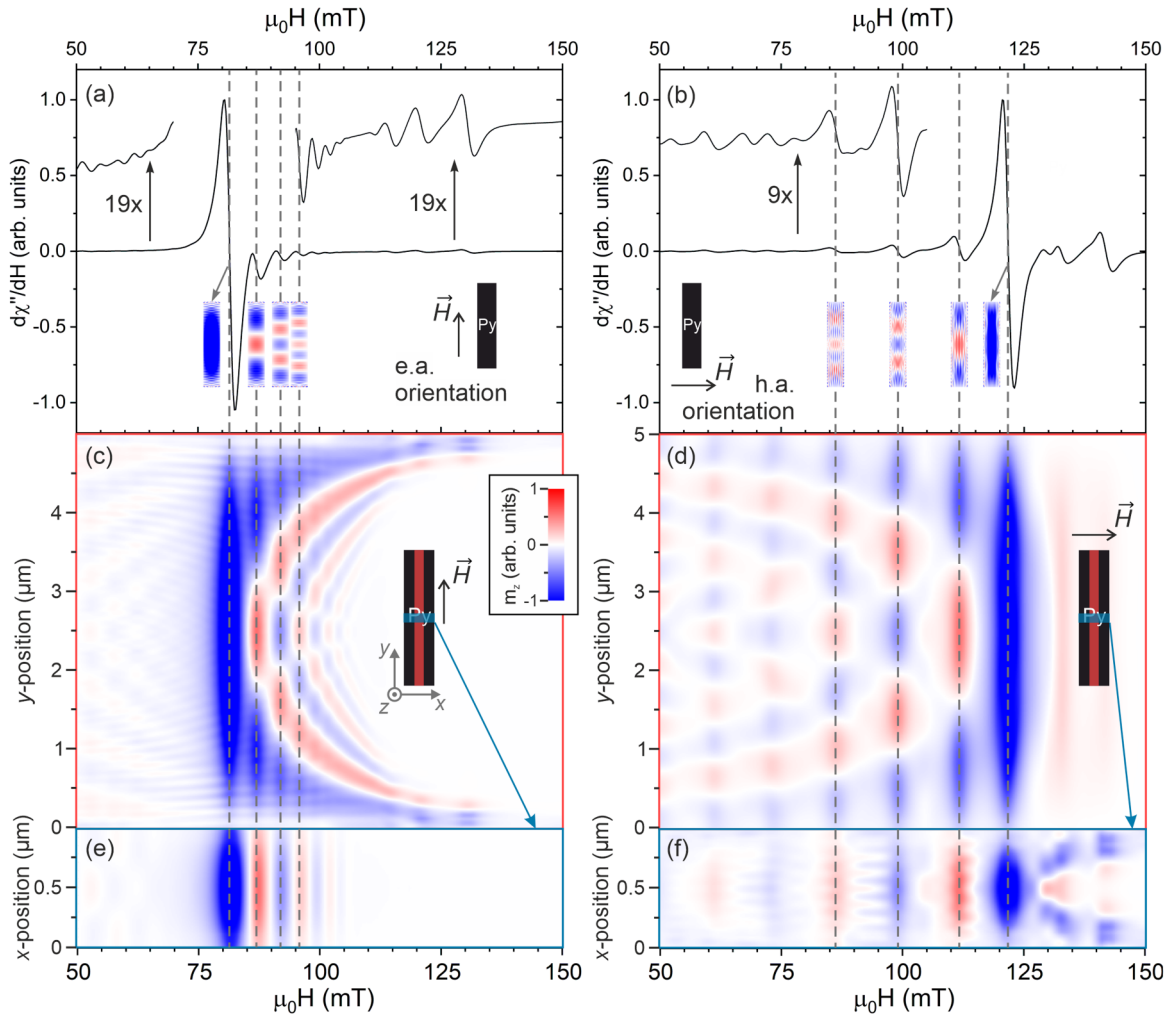 μ₀H (mT)
μ₀H (mT)
50 75 100 125 150
50 75 100 125 150
(a)
(b)
dχ''/dH (arb. units)
1.0
0.5
0.0
-0.5
-1.0
19x
19x
H
Py
e.a.
orientation
dχ''/dH (arb. units)
1.0
0.5
0.0
-0.5
-1.0
9x
Py
H
h.a.
orientation
(c)
y-position (μm)
4
3
2
1
0
mz (arb. units)
1
0
-1
H
Py
y
z
x
(d)
y-position (μm)
5
4
3
2
1
0
H
Py
(e)
x-position (μm)
0.5
0
(f)
x-position (μm)
0.5
0
50 75 100 125 150
50 75 100 125 150
μ₀H (mT)
μ₀H (mT)